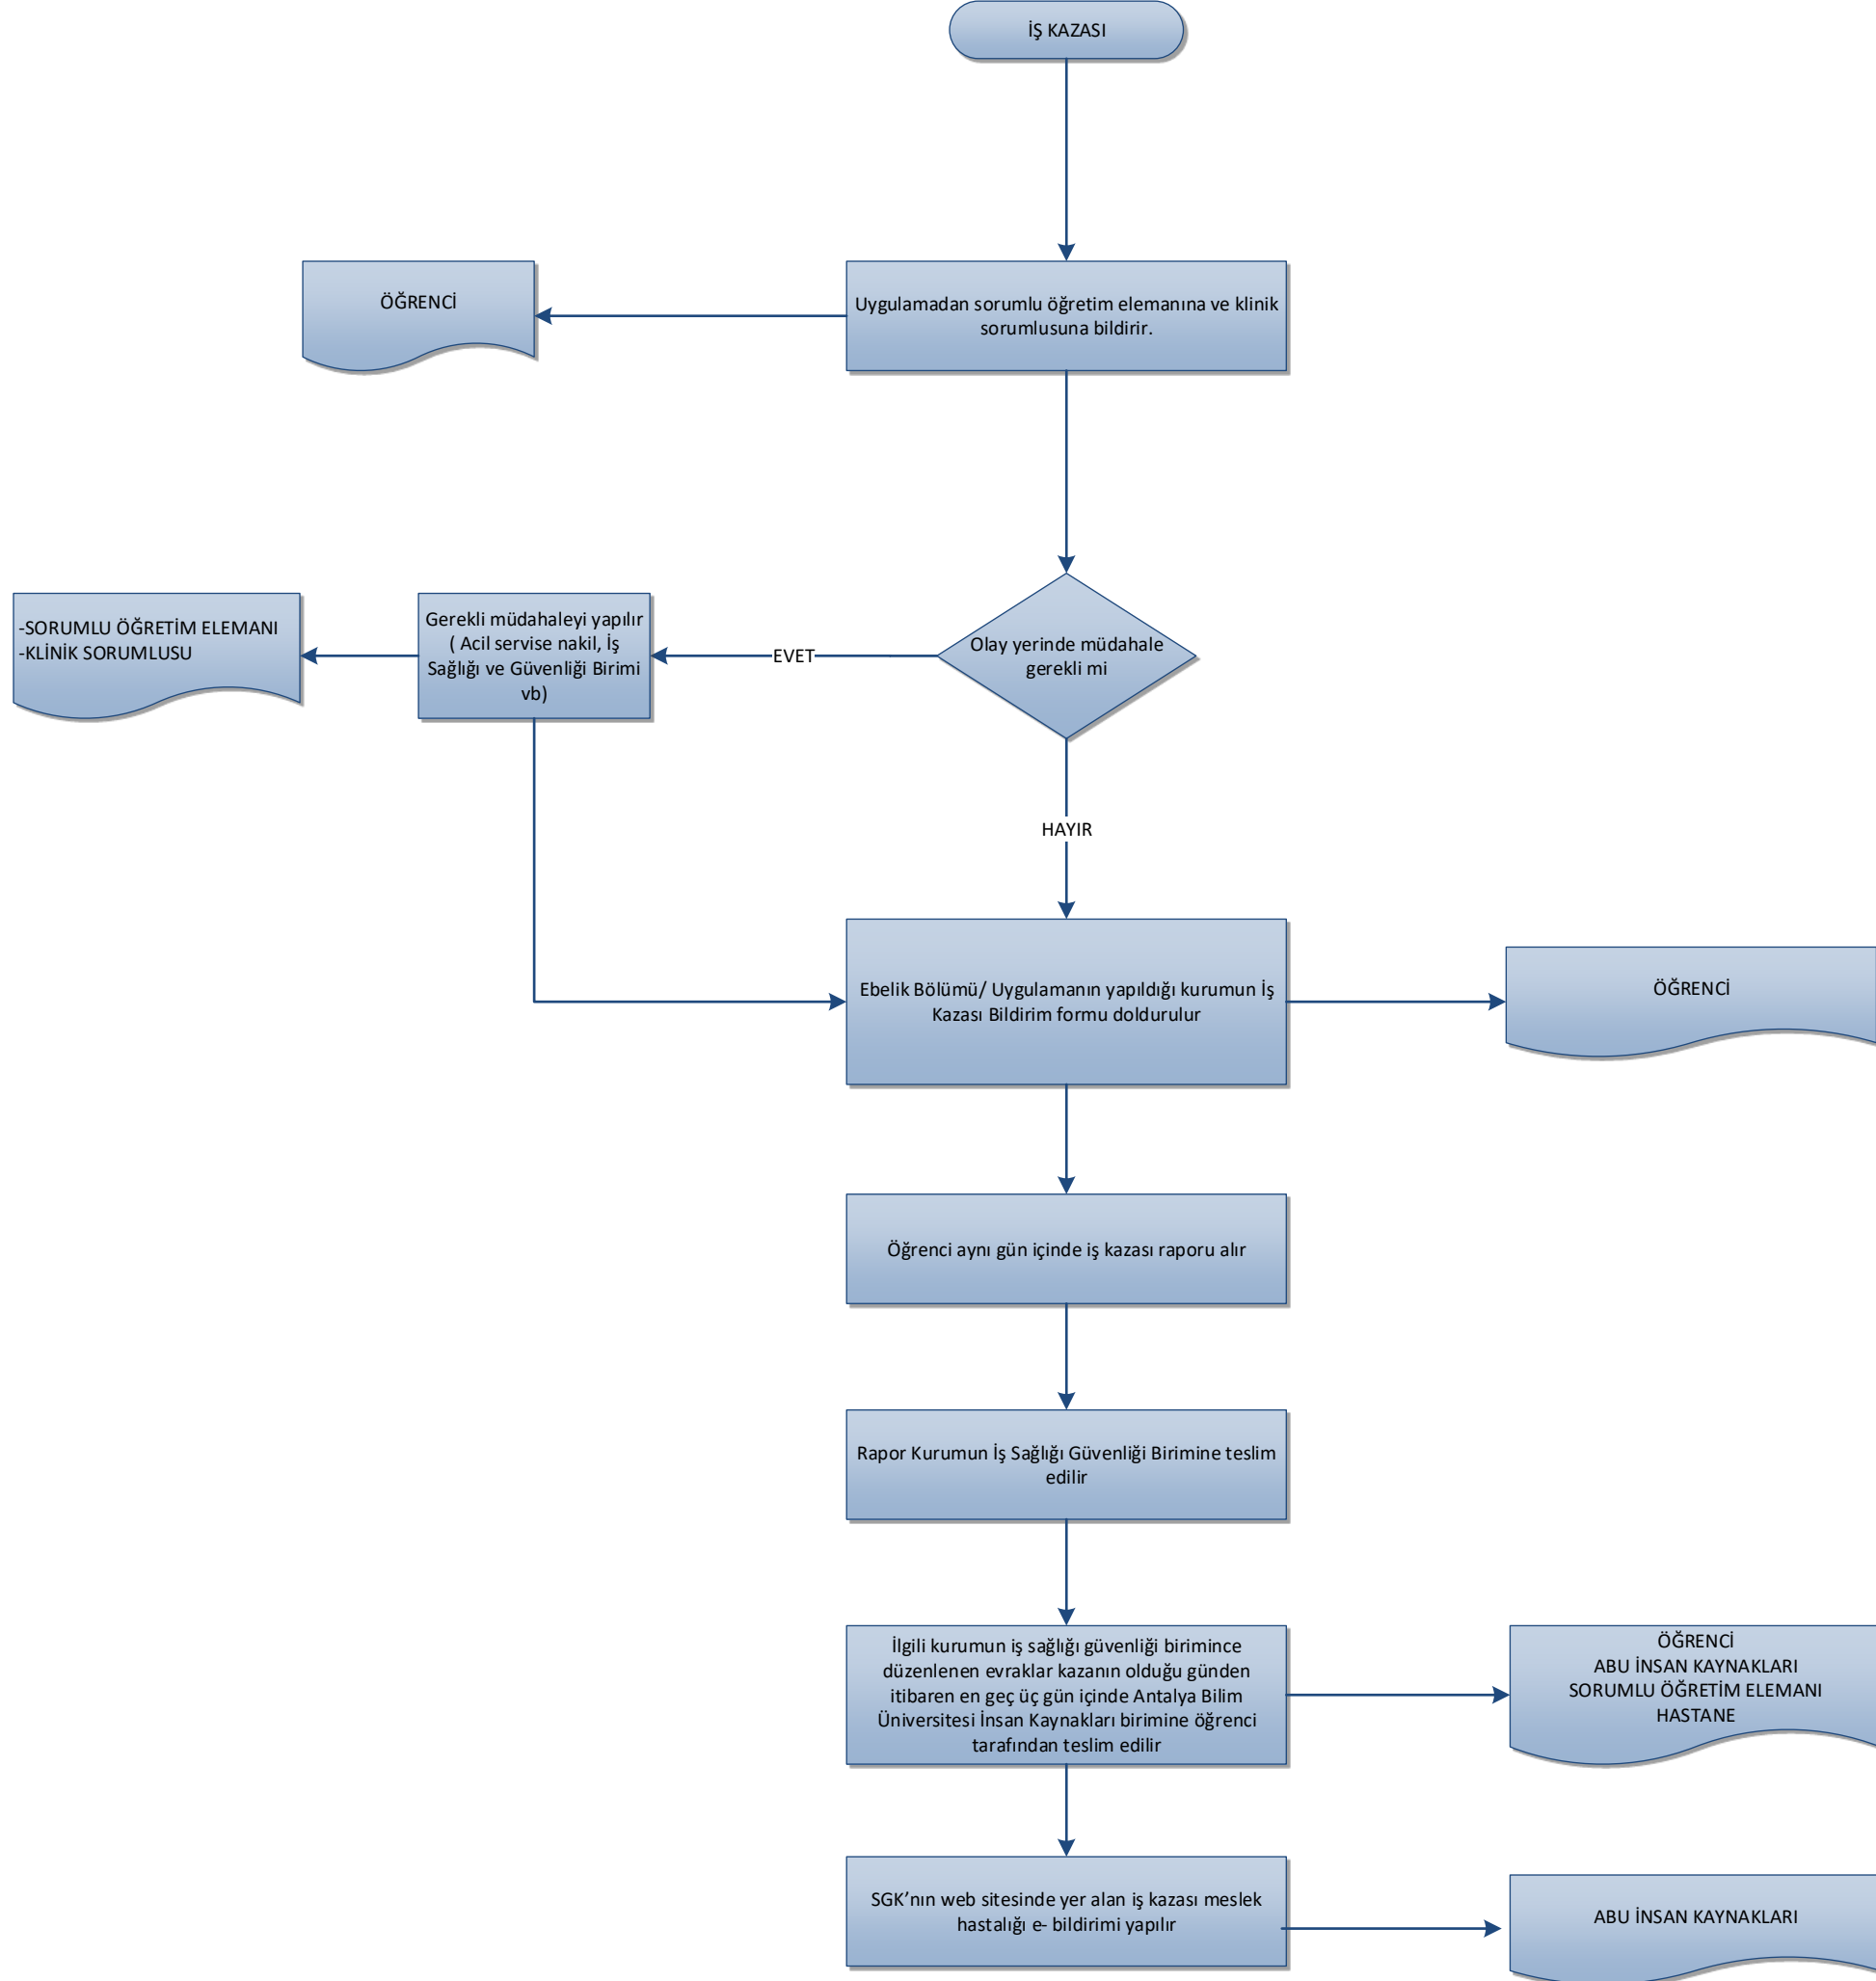 İŞ KAZASI
ÖĞRENCİ
Uygulamadan sorumlu öğretim elemanına ve klinik
sorumlusuna bildirir.
-SORUMLU ÖĞRETİM ELEMANI
-KLİNİK SORUMLUSU
Gerekli müdahaleyi yapılır
( Acil servise nakil, İş
Sağlığı ve Güvenliği Birimi
vb)
EVET
Olay yerinde müdahale
gerekli mi
HAYIR
Ebelik Bölümü/ Uygulamanın yapıldığı kurumun İş
Kazası Bildirim formu doldurulur
ÖĞRENCİ
Öğrenci aynı gün içinde iş kazası raporu alır
Rapor Kurumun İş Sağlığı Güvenliği Birimine teslim
edilir
İlgili kurumun iş sağlığı güvenliği birimince
düzenlenen evraklar kazanın olduğu günden
itibaren en geç üç gün içinde Antalya Bilim
Üniversitesi İnsan Kaynakları birimine öğrenci
tarafından teslim edilir
ÖĞRENCİ
ABU İNSAN KAYNAKLARI
SORUMLU ÖĞRETİM ELEMANI
HASTANE
SGK’nın web sitesinde yer alan iş kazası meslek
hastalığı e- bildirimi yapılır
ABU İNSAN KAYNAKLARI